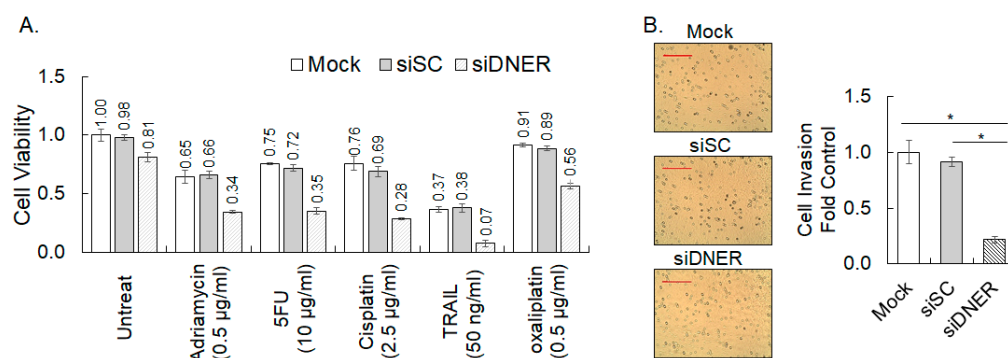 A.
Mock siSC siDNER
Cell Viability
1.5
1.0
0.5
0.0
1.00
0.98
0.81
0.65
0.66
0.34
0.75
0.72
0.35
0.76
0.69
0.28
0.37
0.38
0.07
0.91
0.89
0.56
Untreat
Adriamycin
(0.5 µg/ml)
5FU
(10 µg/ml)
Cisplatin
(2.5 µg/ml)
TRAIL
(50 ng/ml)
oxaliplatin
(0.5 µg/ml)
B.
Mock
siSC
siDNER
Cell Invasion
Fold Control
1.5
1.0
0.5
0.0
*
*
Mock
siSC
siDNER